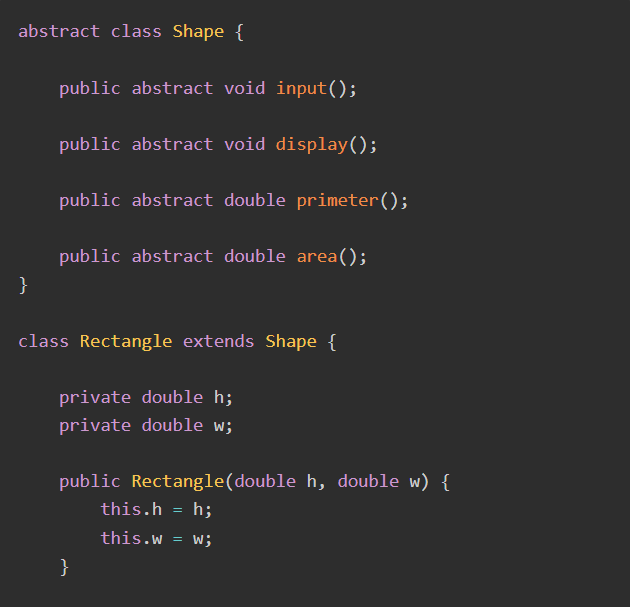 abstract class Shape {
public abstract void input();
public abstract void display();
public abstract double primeter();
public abstract double area();
}
class Rectangle extends Shape {
private double h;
private double w;
public Rectangle(double h, double w) {
this.h = h;
this.w = w;
}